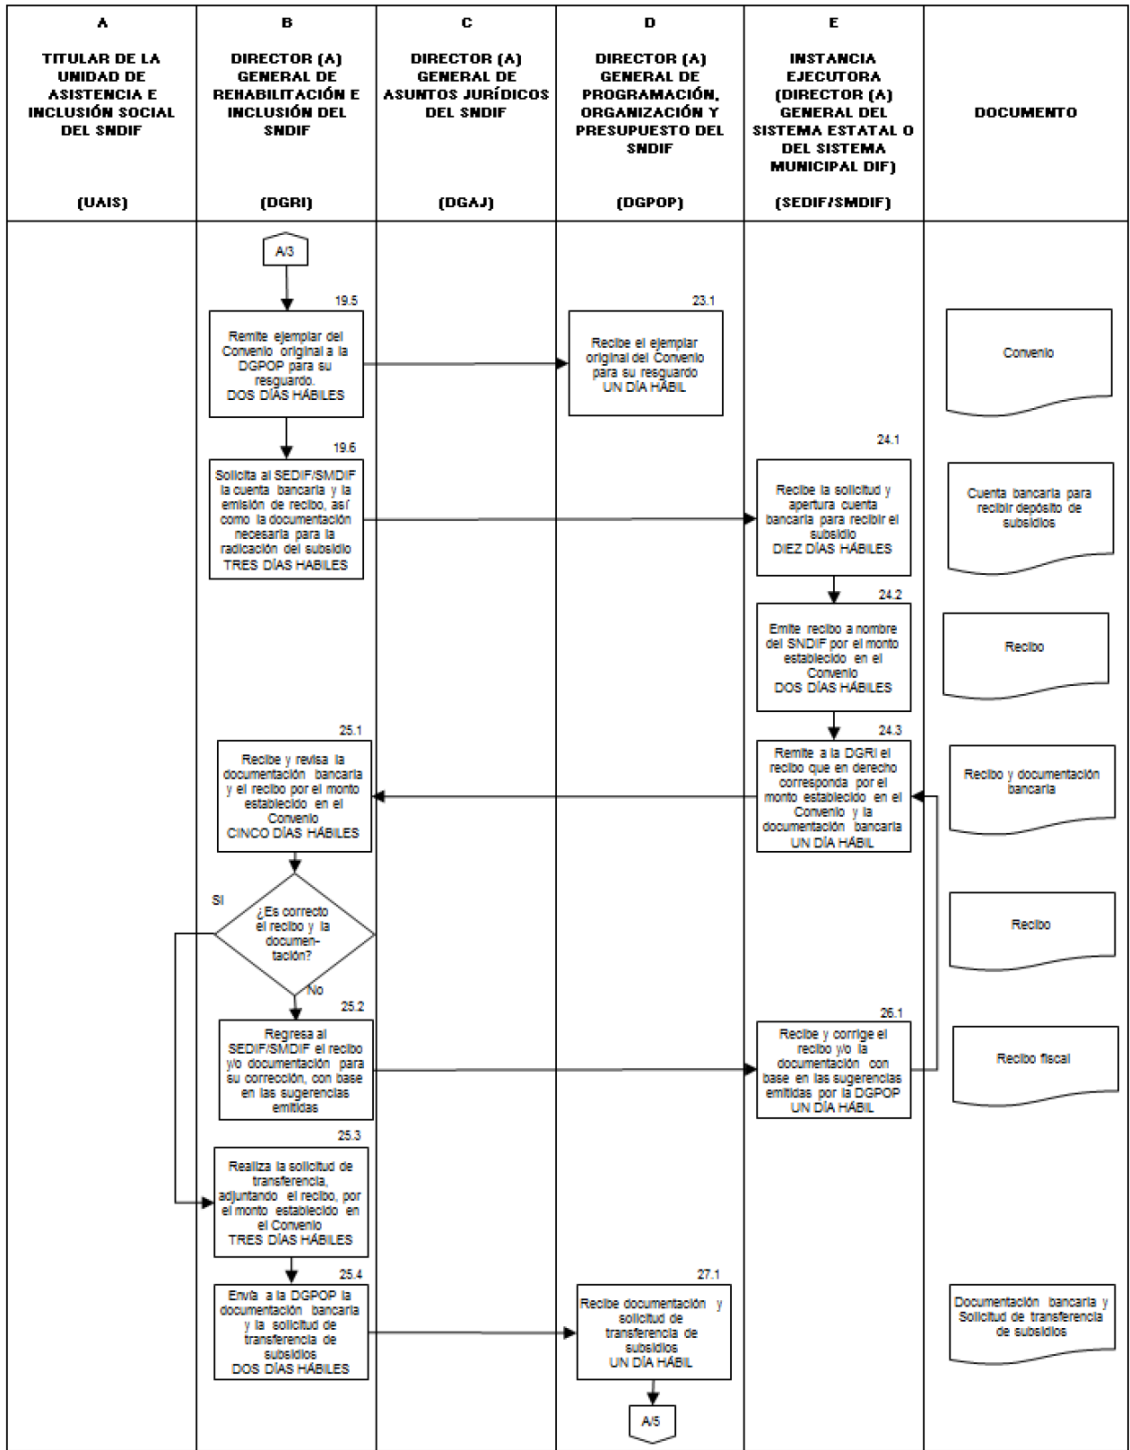 A
TITULAR DE LA
UNIDAD DE
ASISTENCIA E
INCLUSIÓN SOCIAL
DEL SNDIF
(UAIS)
B
DIRECTOR (A)
GENERAL DE
REHABILITACIÓN E
INCLUSIÓN DEL
SNDIF
(DGRI)
C
DIRECTOR (A)
GENERAL DE
ASUNTOS JURÍDICOS
DEL SNDIF
(DGAJ)
D
DIRECTOR (A)
GENERAL DE
PROGRAMACIÓN,
ORGANIZACIÓN Y
PRESUPUESTO DEL
SNDIF
(DGPOP)
E
INSTANCIA
EJECUTORA
(DIRECTOR (A)
GENERAL DEL
SISTEMA ESTATAL O
DEL SISTEMA
MUNICIPAL DIF)
(SEDIF/SMDIF)
DOCUMENTO
A/3
19.5
Remite ejemplar del
Convenio original a la
DGPOP para su
resguardo.
DOS DÍAS HÁBILES
23.1
Recibe el ejemplar
original del Convenio
para su resguardo
UN DÍA HÁBIL
Convenio
19.6
Solicita al SEDIF/SMDIF
la cuenta bancaria y la
emisión de recibo, así
como la documentación
necesaria para la
radicación del subsidio
TRES DÍAS HABILES
24.1
Recibe la solicitud y
apertura cuenta
bancaria para recibir el
subsidio
DIEZ DÍAS HÁBILES
Cuenta bancaria para
recibir depósito de
subsidios
24.2
Emite recibo a nombre
del SNDIF por el monto
establecido en el
Convenio
DOS DÍAS HÁBILES
Recibo
25.1
Recibe y revisa la
documentación bancaria
y el recibo por el monto
establecido en el
Convenio
CINCO DÍAS HÁBILES
24.3
Remite a la DGRI el
recibo que en derecho
corresponda por el
monto establecido en el
Convenio y la
documentación bancaria
UN DÍA HÁBIL
Recibo y documentación
bancaria
SI
¿Es correcto
el recibo y la
documen-
tación?
No
Recibo
25.2
Regresa al
SEDIF/SMDIF el recibo
y/o documentación para
su corrección, con base
en las sugerencias
emitidas
26.1
Recibe y corrige el
recibo y/o la
documentación con
base en las sugerencias
emitidas por la DGPOP
UN DÍA HÁBIL
Recibo fiscal
25.3
Realiza la solicitud de
transferencia,
adjuntando el recibo, por
el monto establecido en
el Convenio
TRES DÍAS HÁBILES
25.4
Envía a la DGPOP la
documentación bancaria
y la solicitud de
transferencia de
subsidios
DOS DÍAS HÁBILES
27.1
Recibe documentación y
solicitud de
transferencia de
subsidios
UN DÍA HÁBIL
Documentación bancaria y
Solicitud de transferencia
de subsidios
A/5